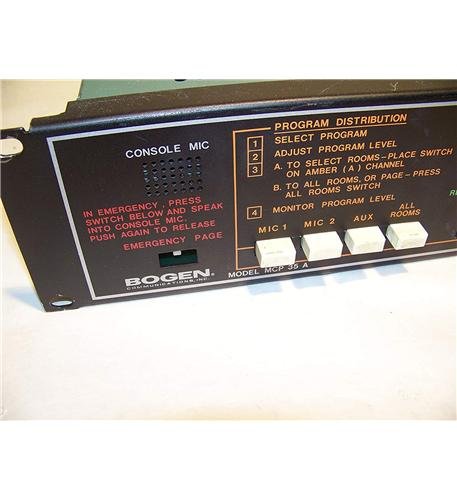 CONSOLE MIC
IN EMERGENCY, PRESS
SWITCH BELOW AND SPEAK
INTO CONSOLE MIC.
PUSH AGAIN TO RELEASE
EMERGENCY PAGE
BOGEN
COMMUNICATIONS, INC.
PROGRAM DISTRIBUTION
1 SELECT PROGRAM
2 ADJUST PROGRAM LEVEL
3 A. TO SELECT ROOMS-PLACE SWITCH
ON AMBER (A) CHANNEL
B. TO ALL ROOMS, OR PAGE-PRESS
ALL ROOMS SWITCH
4 MONITOR PROGRAM LEVEL
MIC 1 MIC 2 AUX ALL
ROOMS
MODEL MCP 35 A